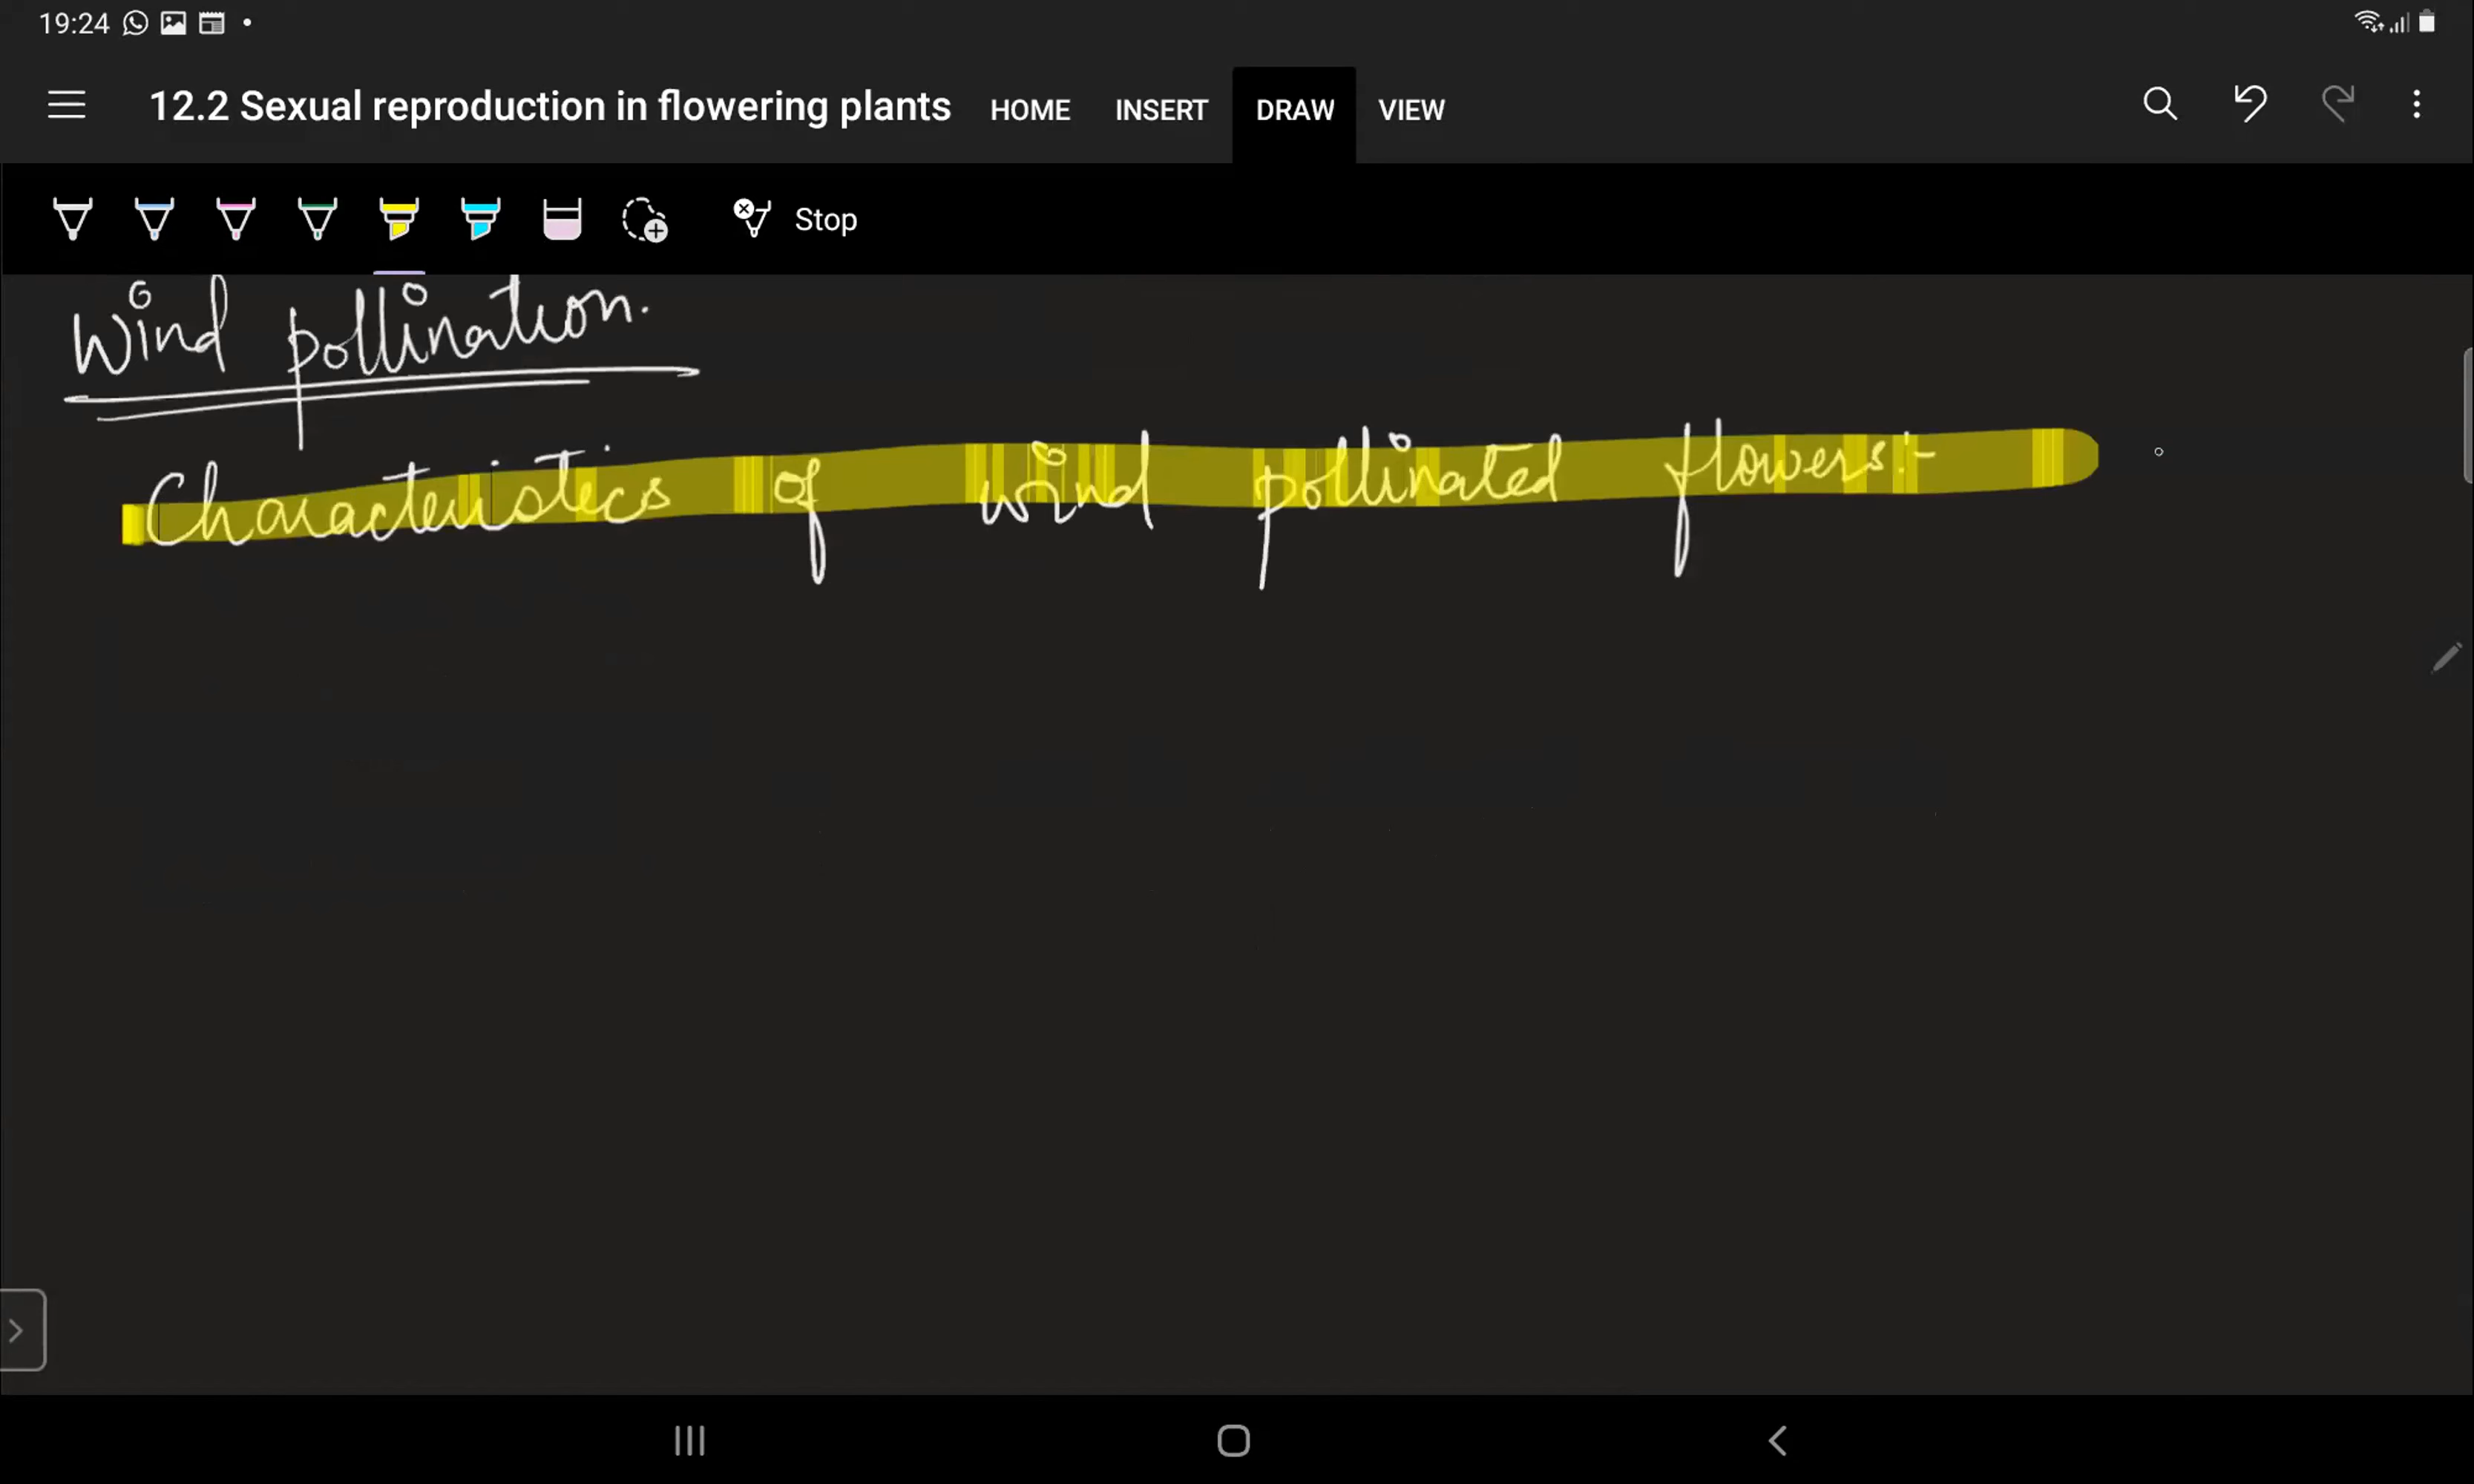 19:24
12.2 Sexual reproduction in flowering plants HOME INSERT DRAW VIEW
Stop
Wind pollination.
Characteristics of wind pollinated flowers:-